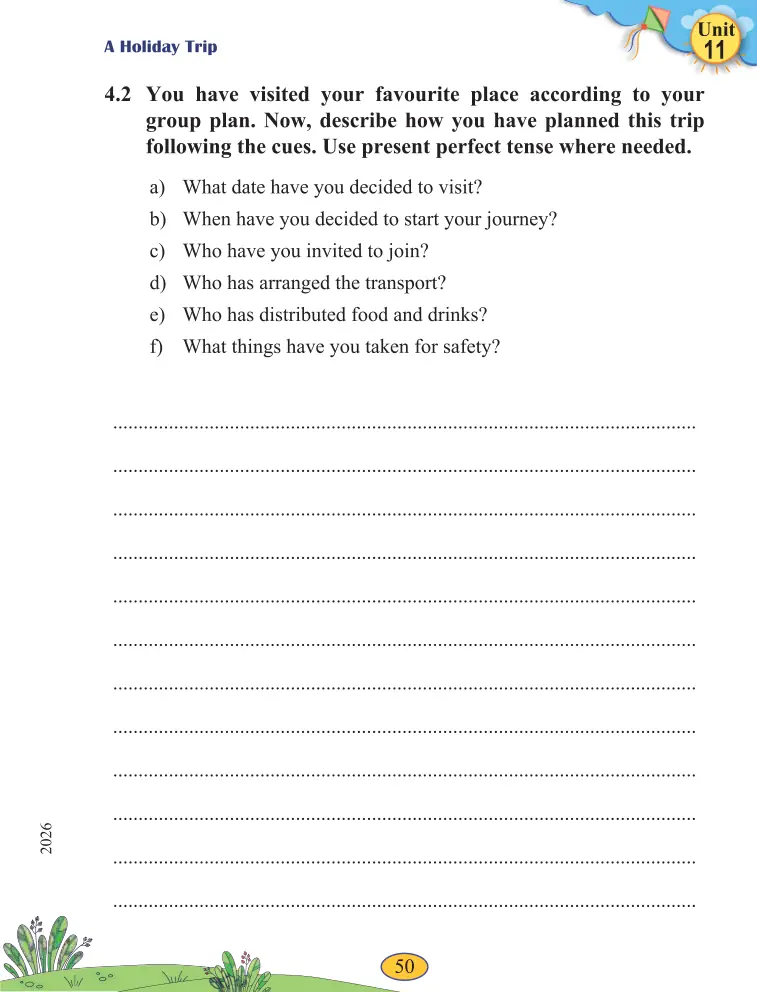 A Holiday Trip
Unit
11
4.2 You have visited your favourite place according to your
group plan. Now, describe how you have planned this trip
following the cues. Use present perfect tense where needed.
a) What date have you decided to visit?
b) When have you decided to start your journey?
c) Who have you invited to join?
d) Who has arranged the transport?
e) Who has distributed food and drinks?
f) What things have you taken for safety?
2026
50